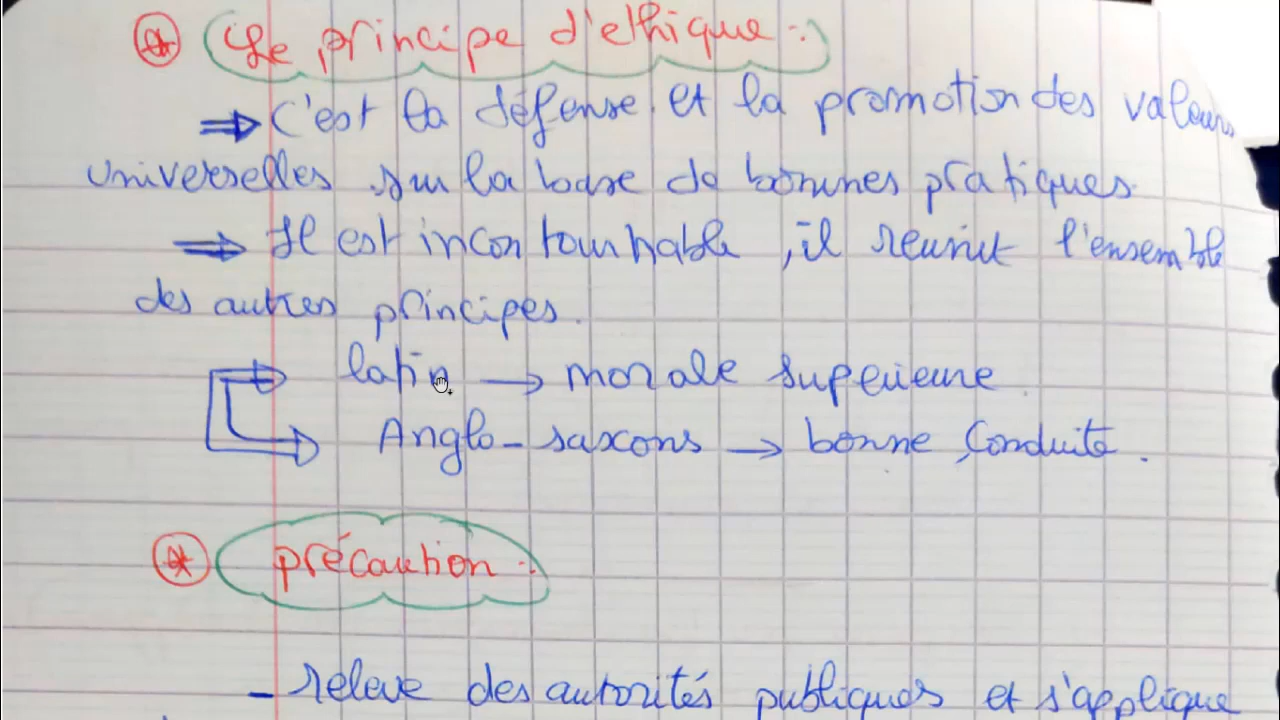 Le principe d'ethique :
⇒ C'est la défense et la promotion des valeurs
universelles sur la base de bonnes pratiques.
⇒ Il est incontournable, il reunit l'ensemble
des autres principes.
⇒ latin → morale superieure
⇒ Anglo-saxons → bonne conduite.
précaution :
- releve des autorités publiques et s'applique